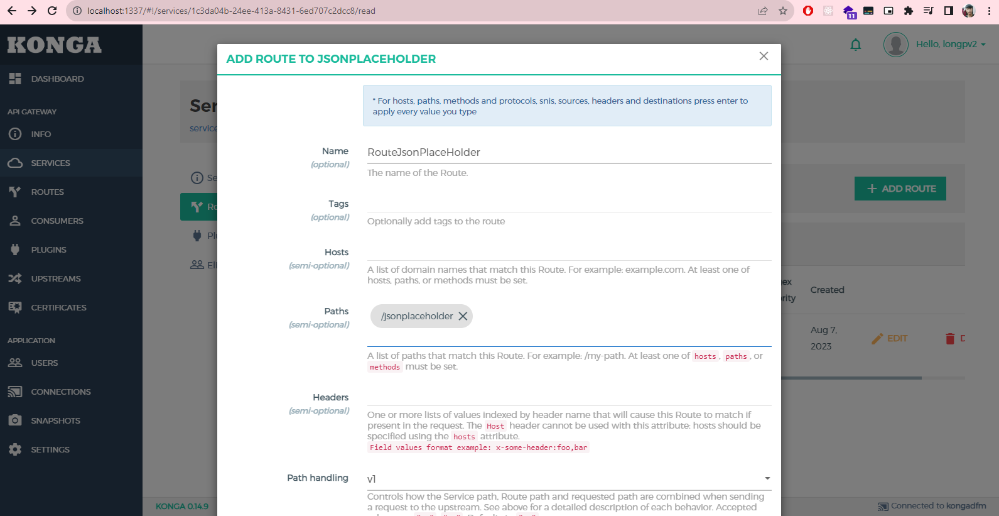 localhost:1337/#!/services/1c3da04b-24ee-413a-8431-6ed707c2dcc8/read
11
KONGA
Hello, longpv2
DASHBOARD
API GATEWAY
INFO
SERVICES
ROUTES
CONSUMERS
PLUGINS
UPSTREAMS
CERTIFICATES
APPLICATION
USERS
CONNECTIONS
SNAPSHOTS
SETTINGS
KONGA 0.14.9
Ser
service
Se
Ro
Plu
Eli
ADD ROUTE TO JSONPLACEHOLDER
* For hosts, paths, methods and protocols, snis, sources, headers and destinations press enter to
apply every value you type
Name
(optional)
RouteJsonPlaceHolder
The name of the Route.
Tags
(optional)
Optionally add tags to the route
Hosts
(semi-optional)
A list of domain names that match this Route. For example: example.com. At least one of
hosts, paths, or methods must be set.
Paths
(semi-optional)
/jsonplaceholder
A list of paths that match this Route. For example: /my-path. At least one of hosts, paths, or
methods must be set.
Headers
(semi-optional)
One or more lists of values indexed by header name that will cause this Route to match if
present in the request. The Host header cannot be used with this attribute: hosts should be
specified using the hosts attribute.
Field values format example: x-some-header:foo,bar
Path handling
v1
Controls how the Service path, Route path and requested path are combined when sending
a request to the upstream. See above for a detailed description of each behavior. Accepted
+ ADD ROUTE
ex
rity
Created
Aug 7,
2023
EDIT
D
Connected to kongadfm